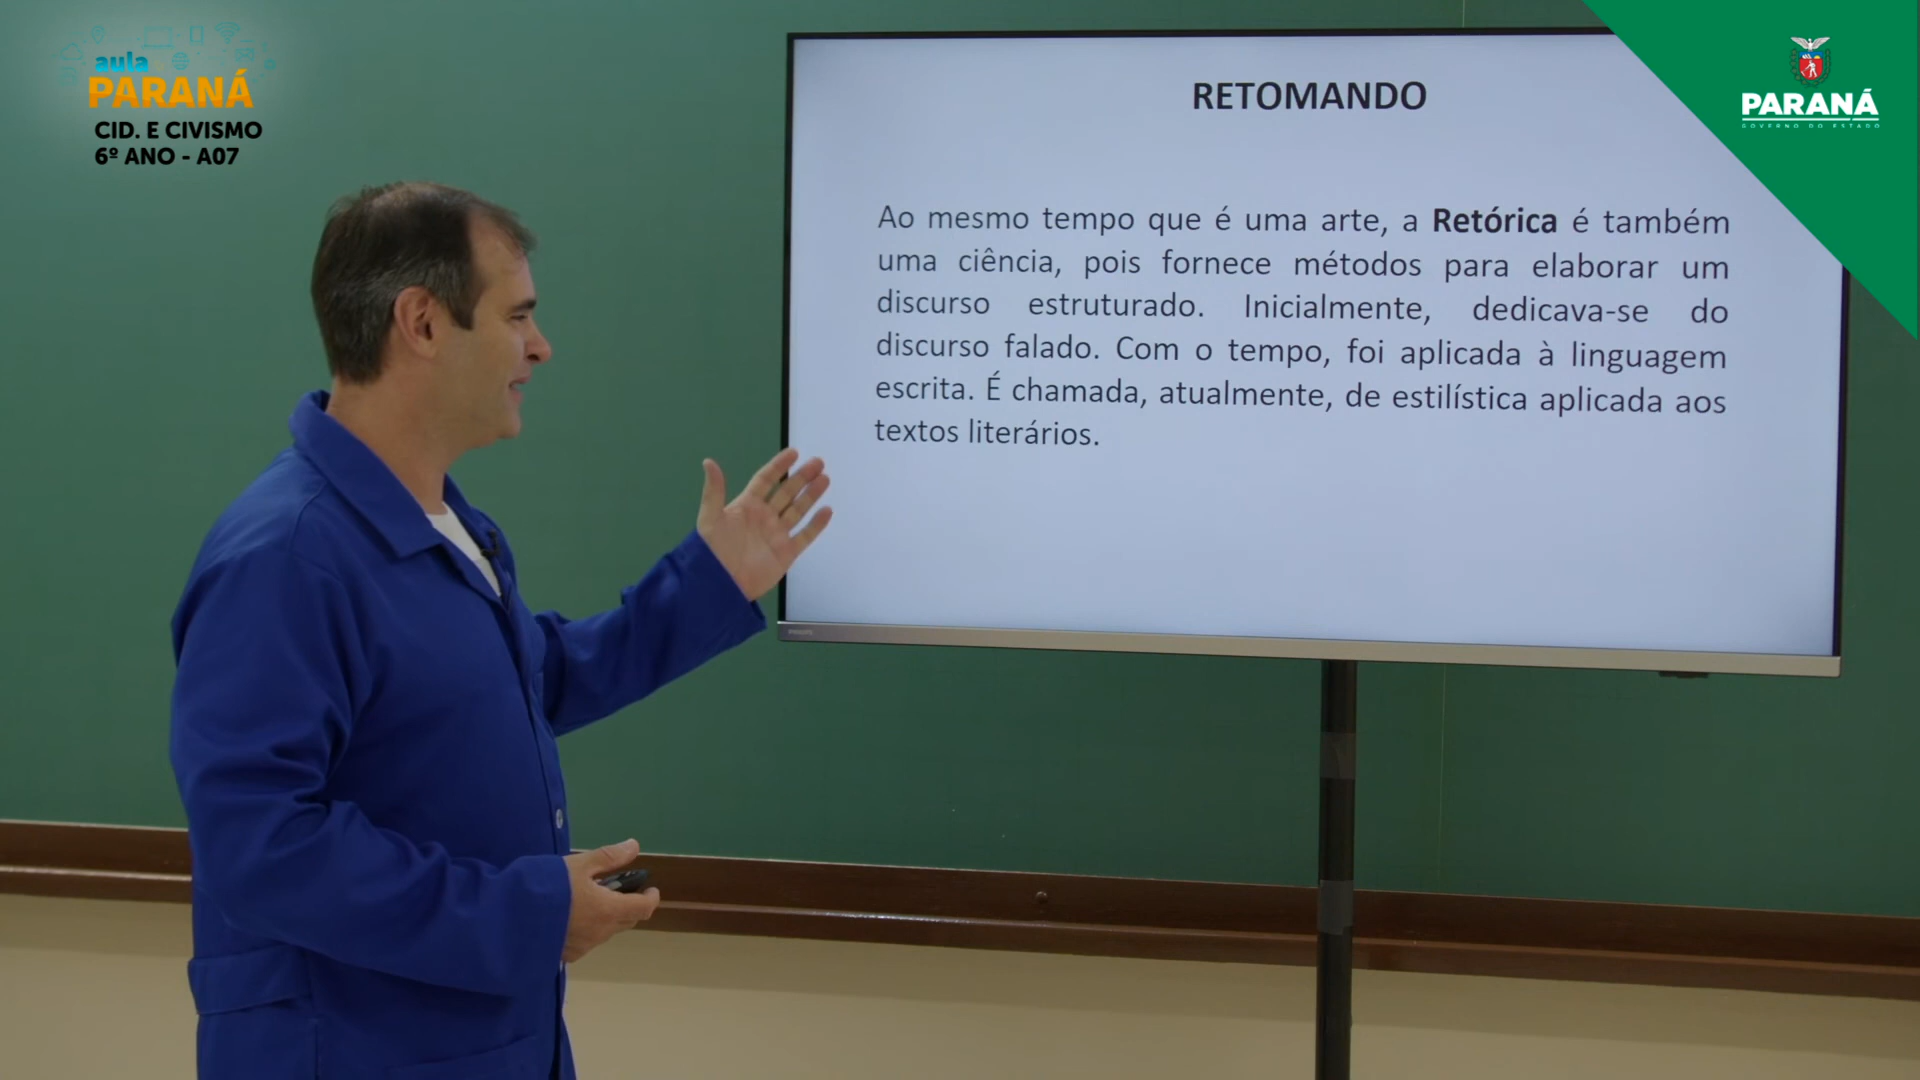 aula
PARANÁ
CID. E CIVISMO
6º ANO - A07
PARANÁ
GOVERNO DO ESTADO
RETOMANDO
Ao mesmo tempo que é uma arte, a Retórica é também
uma ciência, pois fornece métodos para elaborar um
discurso estruturado. Inicialmente, dedicava-se do
discurso falado. Com o tempo, foi aplicada à linguagem
escrita. É chamada, atualmente, de estilística aplicada aos
textos literários.
PHILIPS